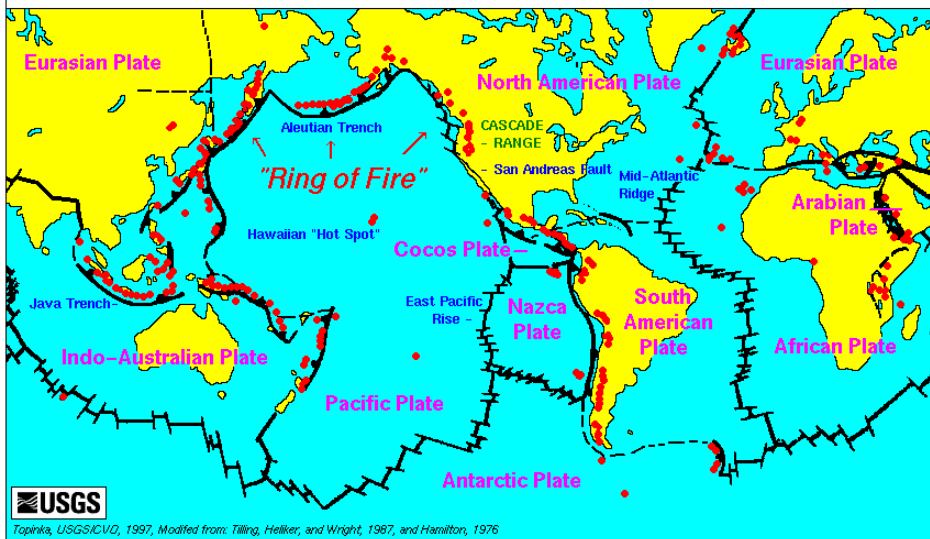 Eurasian Plate
North American Plate
Eurasian Plate
Aleutian Trench
CASCADE
- RANGE
"Ring of Fire"
- San Andreas Fault
Mid-Atlantic
Ridge
Arabian
Plate
Hawaiian "Hot Spot"
Cocos Plate
Java Trench
East Pacific
Rise -
Nazca
Plate
South
American
Plate
Indo-Australian Plate
African Plate
Pacific Plate
Antarctic Plate
USGS
Topinka, USGS/CVO, 1997, Modifed from: Tilling, Heliker, and Wright, 1987, and Hamilton, 1976